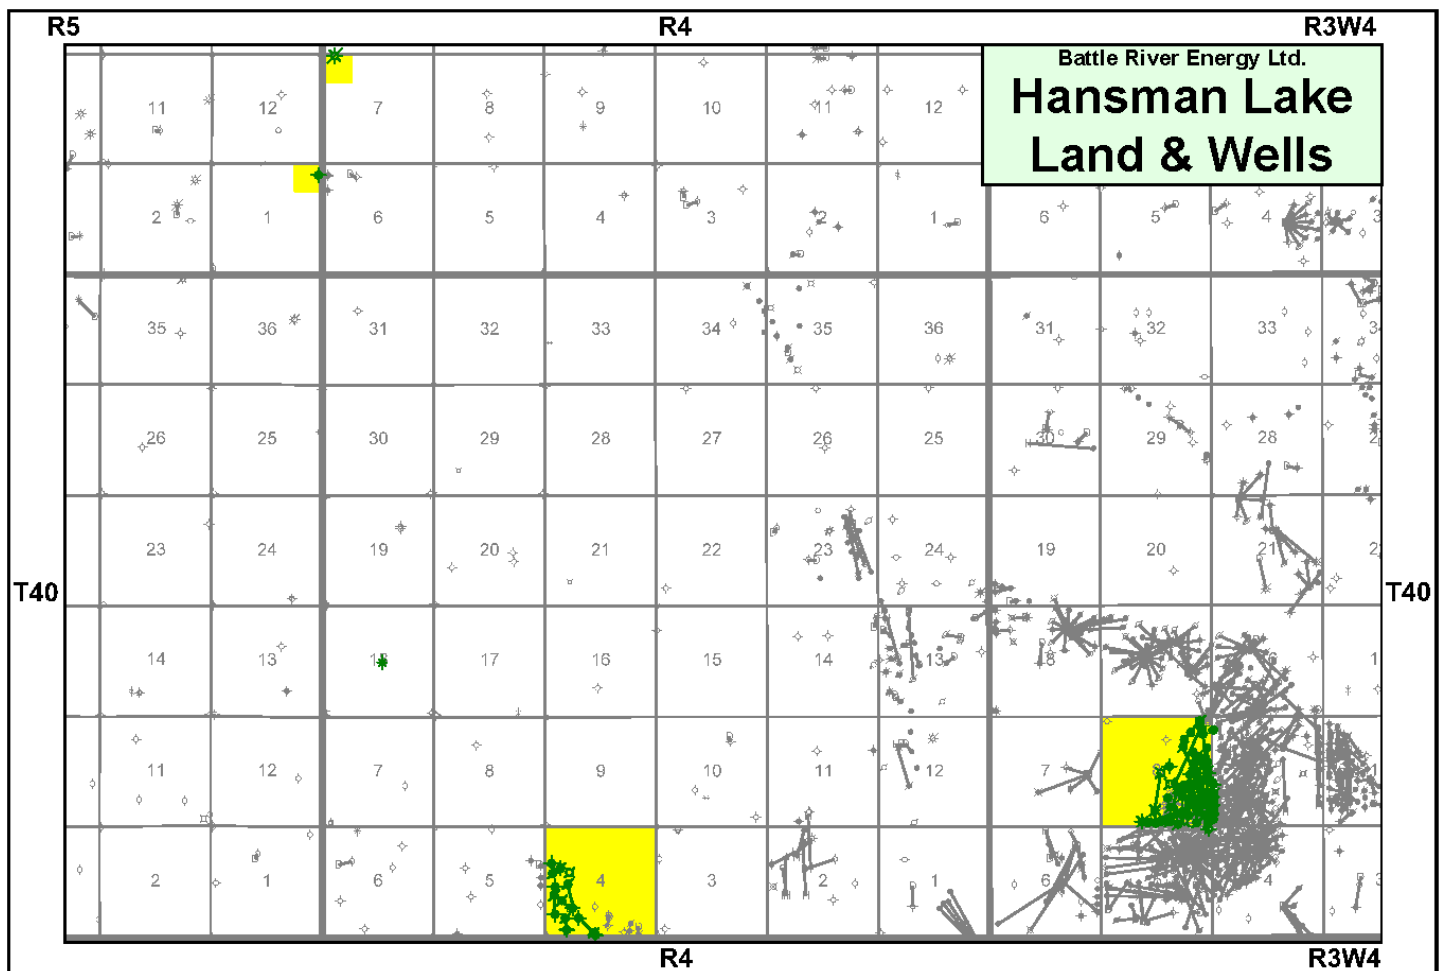 R5 R4 R3W4
Battle River Energy Ltd.
Hansman Lake
Land & Wells
11 12 7 8 9 10 11 12
2 1 6 5 4 3 2 1 6 5 4 3
35 36 31 32 33 34 35 36 31 32 33 34
26 25 30 29 28 27 26 25 30 29 28
23 24 19 20 21 22 23 24 19 20 21
T40 T40
14 13 17 16 15 14 13 18
11 12 7 8 9 10 11 12 7
2 1 6 5 4 3 2 1 6 4 3
R4 R3W4